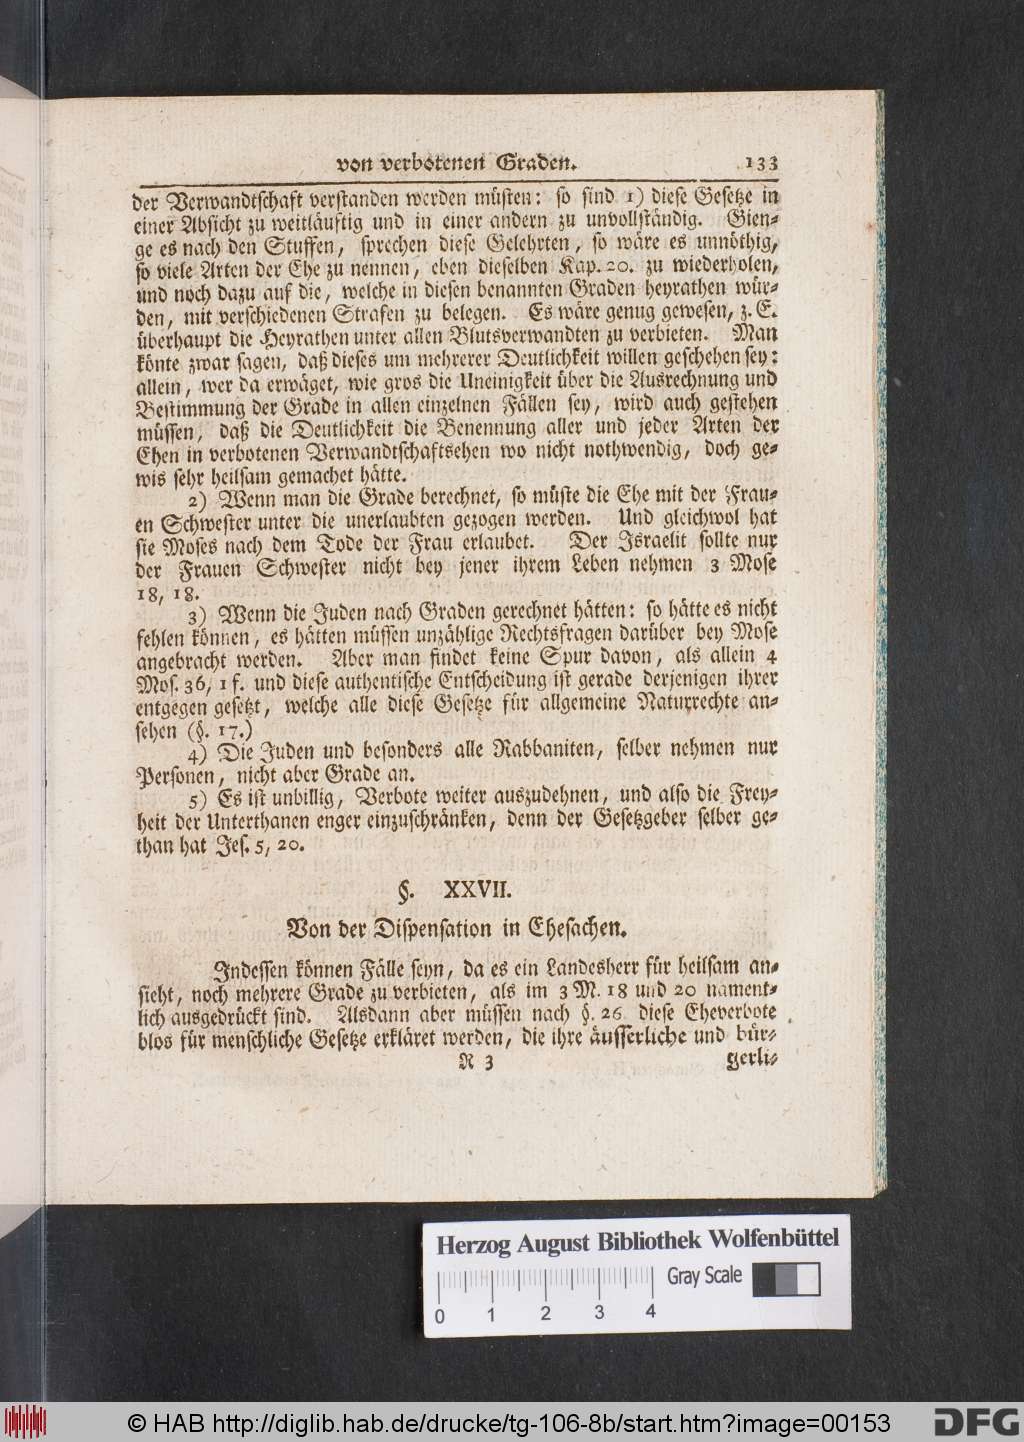 von verbotenen Graden. 133
der Verwandtschaft verstanden werden müsten: so sind 1) diese Gesetze in
einer Absicht zu weitläuftig und in einer andern zu unvollständig. Gien-
ge es nach den Stuffen, sprechen diese Gelehrten, so wäre es unnöthig,
so viele Arten der Ehe zu nennen, eben dieselben Kap. 20. zu wiederholen,
und noch dazu auf die, welche in diesen benannten Graden heyrathen wür-
den, mit verschiedenen Strafen zu belegen. Es wäre genug gewesen, z. E.
überhaupt die Heyrathen unter allen Blutsverwandten zu verbieten. Man
könte zwar sagen, daß dieses um mehrerer Deutlichkeit willen geschehen sey:
allein, wer da erwäget, wie gros die Uneinigkeit über die Ausrechnung und
Bestimmung der Grade in allen einzelnen Fällen sey, wird auch gestehen
müssen, daß die Deutlichkeit die Benennung aller und jeder Arten der
Ehen in verbotenen Verwandtschaftsehen wo nicht nothwendig, doch ge-
wis sehr heilsam gemachet hätte.
2) Wenn man die Grade berechnet, so müste die Ehe mit der Frau-
en Schwester unter die unerlaubten gezogen werden. Und gleichwol hat
sie Moses nach dem Tode der Frau erlaubet. Der Israelit sollte nur
der Frauen Schwester nicht bey jener ihrem Leben nehmen 3 Mose
18, 18.
3) Wenn die Juden nach Graden gerechnet hätten: so hätte es nicht
fehlen können, es hätten müssen unzählige Rechtsfragen darüber bey Mose
angebracht werden. Aber man findet keine Spur davon, als allein 4
Mos. 36, 1 f. und diese authentische Entscheidung ist gerade derjenigen ihrer
entgegen gesetzt, welche alle diese Gesetze für allgemeine Naturrechte an-
sehen (§. 17.)
4) Die Juden und besonders alle Rabbaniten, selber nehmen nur
Personen, nicht aber Grade an.
5) Es ist unbillig, Verbote weiter auszudehnen, und also die Frey-
heit der Unterthanen enger einzuschränken, denn der Gesetzgeber selber ge-
than hat Jes. 5, 20.
§. XXVII.
Von der Dispensation in Ehesachen.
Indessen können Fälle seyn, da es ein Landesherr für heilsam an-
sieht, noch mehrere Grade zu verbieten, als im 3 M. 18 und 20 nament-
lich ausgedrückt sind. Alsdann aber müssen nach §. 26 diese Eheverbote
blos für menschliche Gesetze erkläret werden, die ihre äusserliche und bür-
R 3 gerli-
Herzog August Bibliothek Wolfenbüttel
Gray Scale
0 1 2 3 4
© HAB http://diglib.hab.de/drucke/tg-106-8b/start.htm?image=00153
DFG